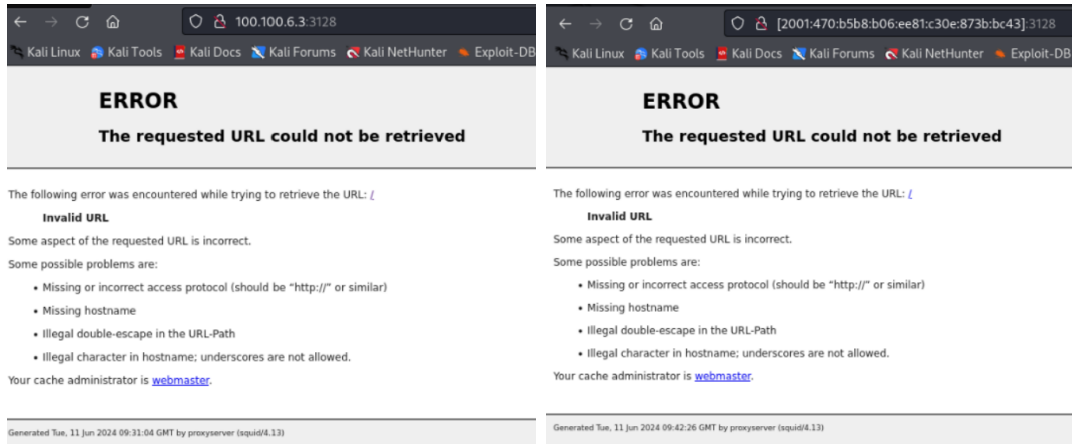 100.100.6.3:3128
Kali Linux Kali Tools Kali Docs Kali Forums Kali NetHunter Exploit-DB
ERROR
The requested URL could not be retrieved
The following error was encountered while trying to retrieve the URL: /
Invalid URL
Some aspect of the requested URL is incorrect.
Some possible problems are:
• Missing or incorrect access protocol (should be “http://” or similar)
• Missing hostname
• Illegal double-escape in the URL-Path
• Illegal character in hostname; underscores are not allowed.
Your cache administrator is webmaster.
Generated Tue, 11 Jun 2024 09:31:04 GMT by proxyserver (squid/4.13)
[2001:470:b5b8:b06:ee81:c30e:873b:bc43]:3128
Kali Linux Kali Tools Kali Docs Kali Forums Kali NetHunter Exploit-DB
ERROR
The requested URL could not be retrieved
The following error was encountered while trying to retrieve the URL: /
Invalid URL
Some aspect of the requested URL is incorrect.
Some possible problems are:
• Missing or incorrect access protocol (should be “http://” or similar)
• Missing hostname
• Illegal double-escape in the URL-Path
• Illegal character in hostname; underscores are not allowed.
Your cache administrator is webmaster.
Generated Tue, 11 Jun 2024 09:42:26 GMT by proxyserver (squid/4.13)